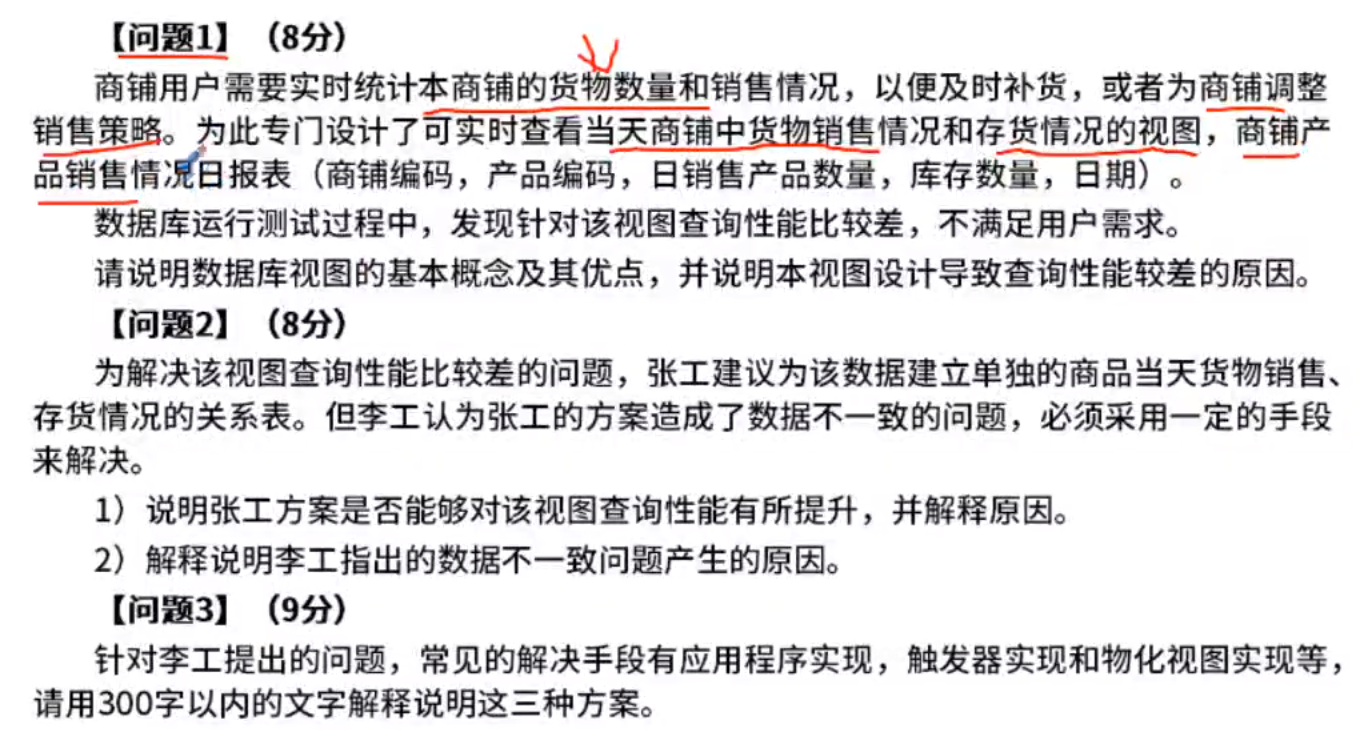 【问题1】（8分）
商铺用户需要实时统计本商铺的货物数量和销售情况，以便及时补货，或者为商铺调整
销售策略。为此专门设计了可实时查看当天商铺中货物销售情况和存货情况的视图，商铺产
品销售情况日报表（商铺编码，产品编码，日销售产品数量，库存数量，日期）。
数据库运行测试过程中，发现针对该视图查询性能比较差，不满足用户需求。
请说明数据库视图的基本概念及其优点，并说明本视图设计导致查询性能较差的原因。
【问题2】（8分）
为解决该视图查询性能比较差的问题，张工建议为该数据建立单独的商品当天货物销售、
存货情况的关系表。但李工认为张工的方案造成了数据不一致的问题，必须采用一定的手段
来解决。
1）说明张工方案是否能够对该视图查询性能有所提升，并解释原因。
2）解释说明李工指出的数据不一致问题产生的原因。
【问题3】（9分）
针对李工提出的问题，常见的解决手段有应用程序实现，触发器实现和物化视图实现等，
请用300字以内的文字解释说明这三种方案。